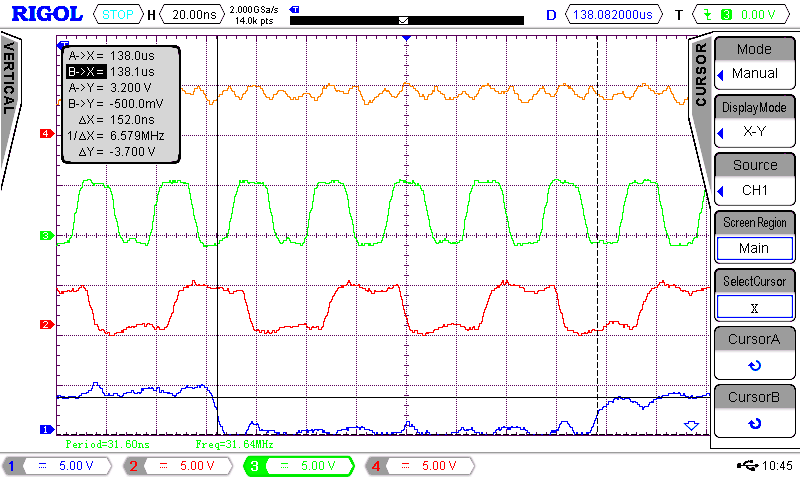 RIGOL STOP H 20.00ns 2.000GSa/s 14.0k pts D 138.082000us T 3 0.00 V
VERTICAL
A->X = 138.0us
B->X = 138.1us
A->Y = 3.200 V
B->Y = -500.0mV
ΔX = 152.0ns
1/ΔX = 6.579MHz
ΔY = -3.700 V
4
3
2
1
Period=31.60ns Freq=31.64MHz
CURSOR
Mode
Manual
DisplayMode
X-Y
Source
CH1
Screen Region
Main
SelectCursor
X
CursorA
CursorB
1 = 5.00 V 2 = 5.00 V 3 = 5.00 V 4 = 5.00 V 10:45